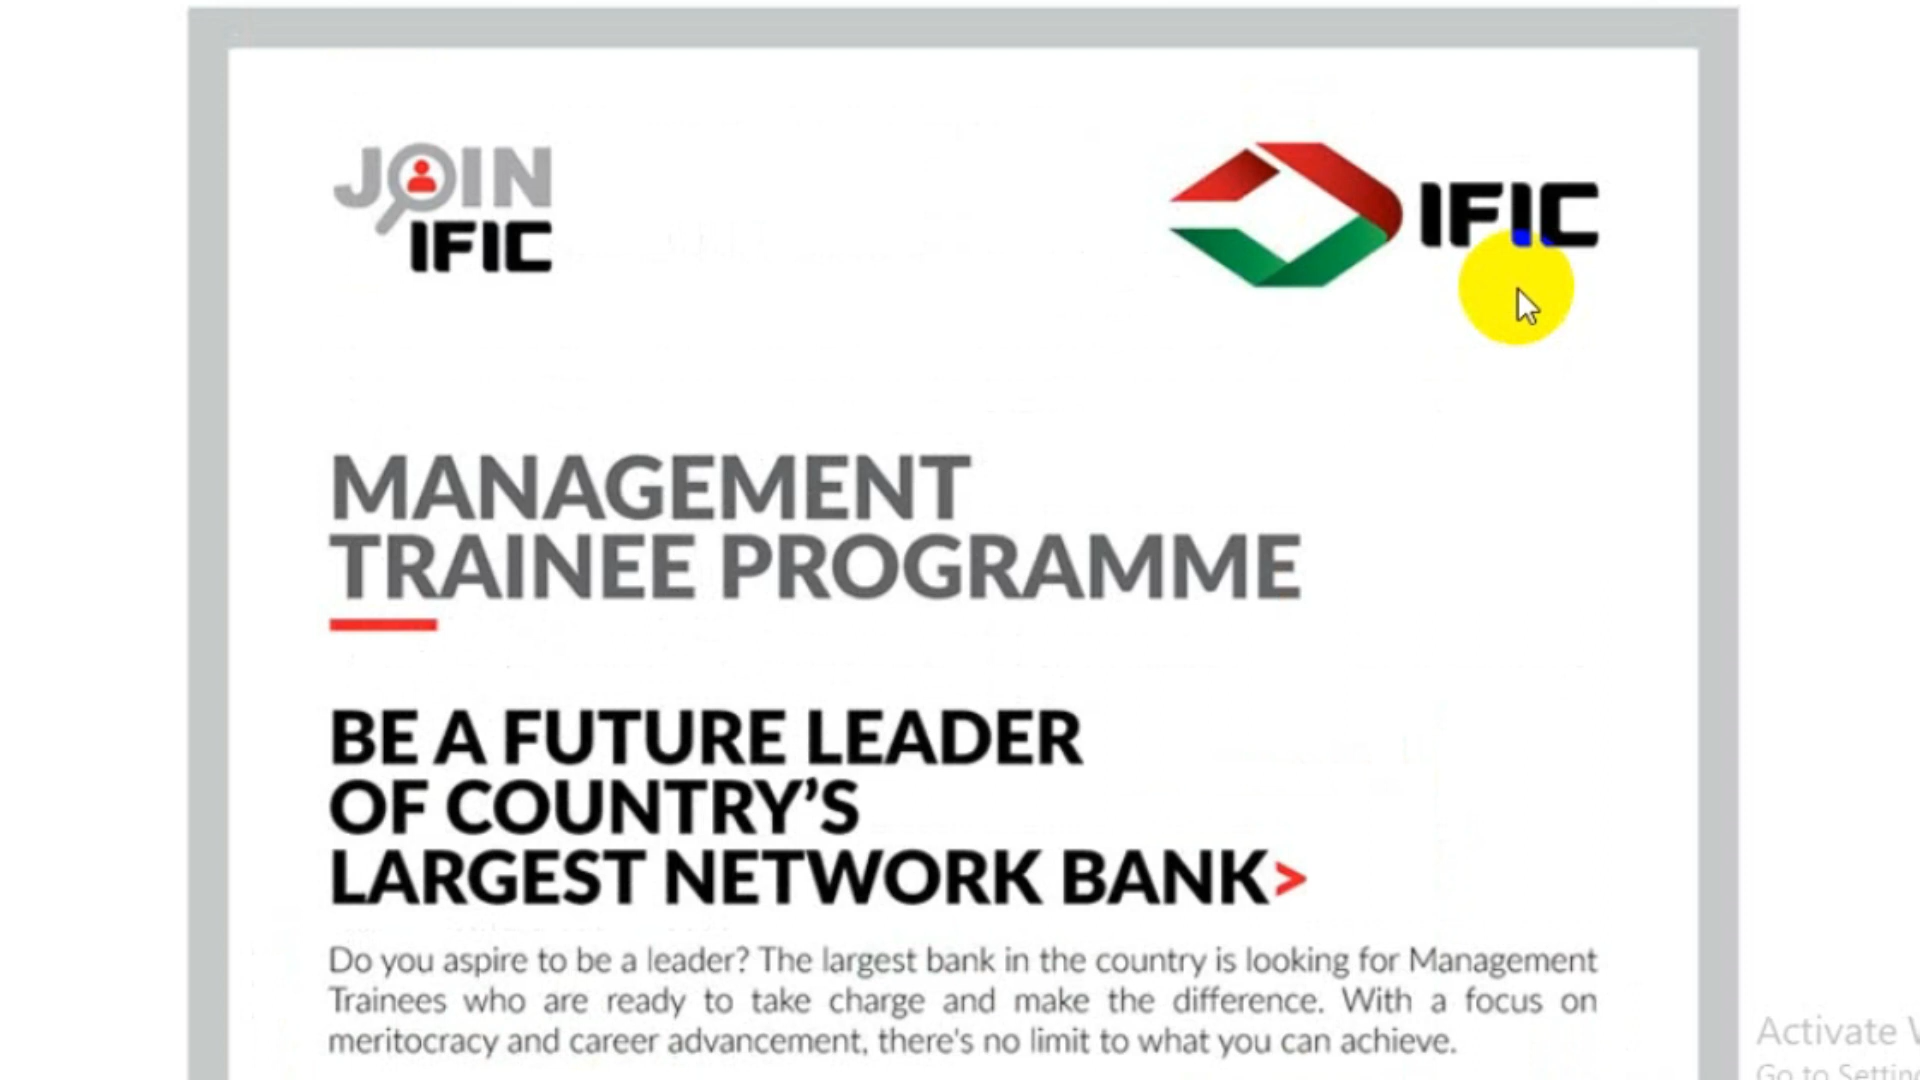 JOIN
IFIC
IFIC
MANAGEMENT
TRAINEE PROGRAMME
BE A FUTURE LEADER
OF COUNTRY’S
LARGEST NETWORK BANK>
Do you aspire to be a leader? The largest bank in the country is looking for Management
Trainees who are ready to take charge and make the difference. With a focus on
meritocracy and career advancement, there's no limit to what you can achieve.
Activate
Go to